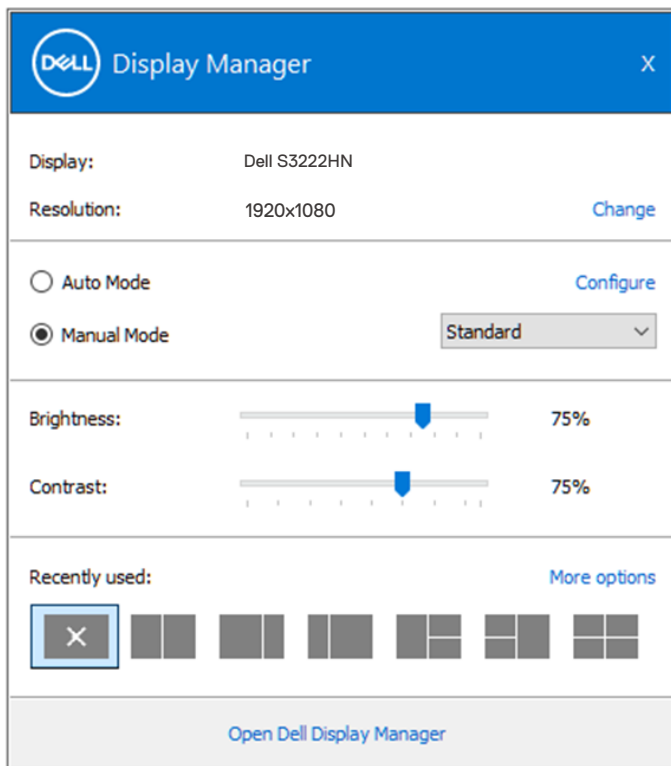 DELL Display Manager X
Display: Dell S3222HN
Resolution: 1920x1080 Change
Auto Mode Configure
Manual Mode Standard
Brightness: 75%
Contrast: 75%
Recently used: More options
Open Dell Display Manager